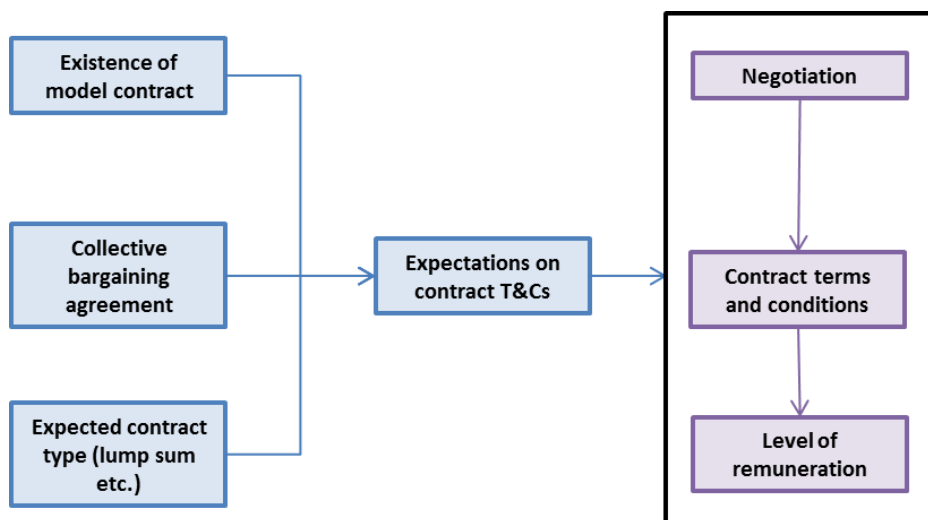 Existence of
model contract
Collective
bargaining
agreement
Expected contract
type (lump sum
etc.)
Expectations on
contract T&Cs
Negotiation
Contract terms
and conditions
Level of
remuneration